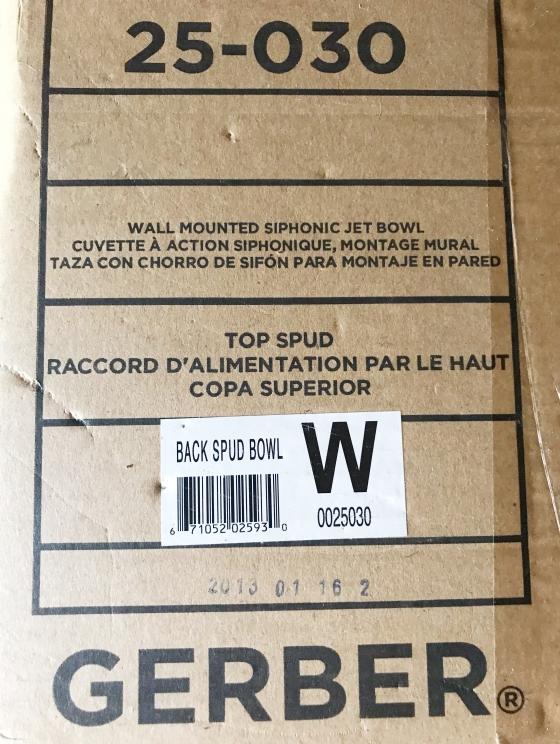 25-030
WALL MOUNTED SIPHONIC JET BOWL
CUVETTE À ACTION SIPHONIQUE, MONTAGE MURAL
TAZA CON CHORRO DE SIFÓN PARA MONTAJE EN PARED
TOP SPUD
RACCORD D'ALIMENTATION PAR LE HAUT
COPA SUPERIOR
BACK SPUD BOWL
W
6 71052 02593 0
0025030
2013 01 16 2
GERBER®